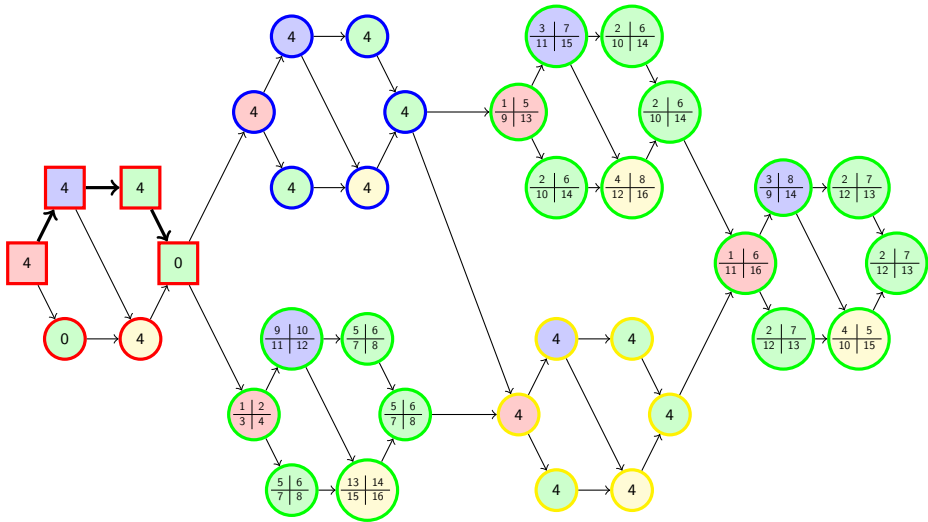 4
4
3 | 7
11 | 15
2 | 6
10 | 14
4
4
1 | 5
9 | 13
2 | 6
10 | 14
4
4
4
4
2 | 6
10 | 14
4 | 8
12 | 16
3 | 8
9 | 14
2 | 7
12 | 13
4
0
1 | 6
11 | 16
2 | 7
12 | 13
0
4
9 | 10
11 | 12
5 | 6
7 | 8
4
4
2 | 7
12 | 13
4 | 5
10 | 15
1 | 2
3 | 4
5 | 6
7 | 8
4
4
5 | 6
7 | 8
13 | 14
15 | 16
4
4